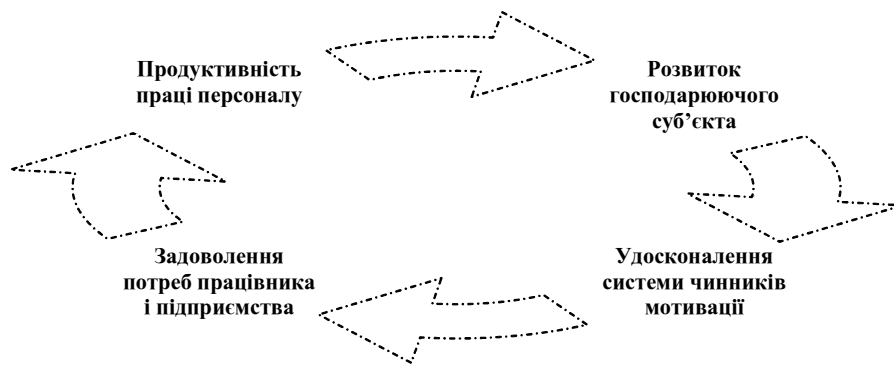 Продуктивність
праці персоналу
Розвиток
господарюючого
суб’єкта
Удосконалення
системи чинників
мотивації
Задоволення
потреб працівника
і підприємства